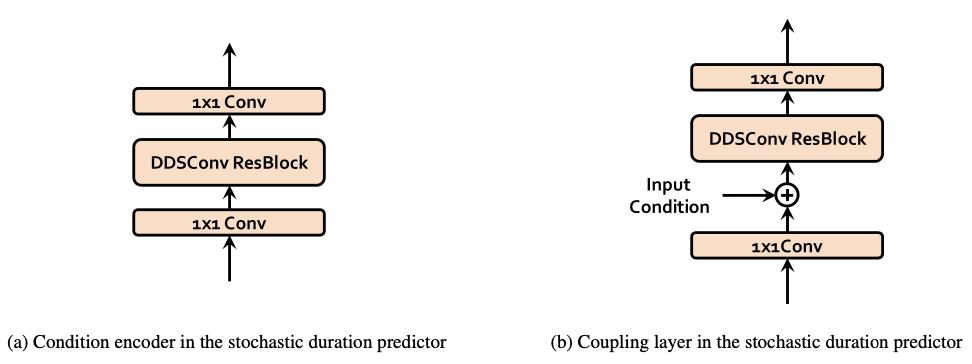 1x1 Conv
DDSConv ResBlock
1x1 Conv
(a) Condition encoder in the stochastic duration predictor
1x1 Conv
DDSConv ResBlock
Input
Condition
+
1x1Conv
(b) Coupling layer in the stochastic duration predictor